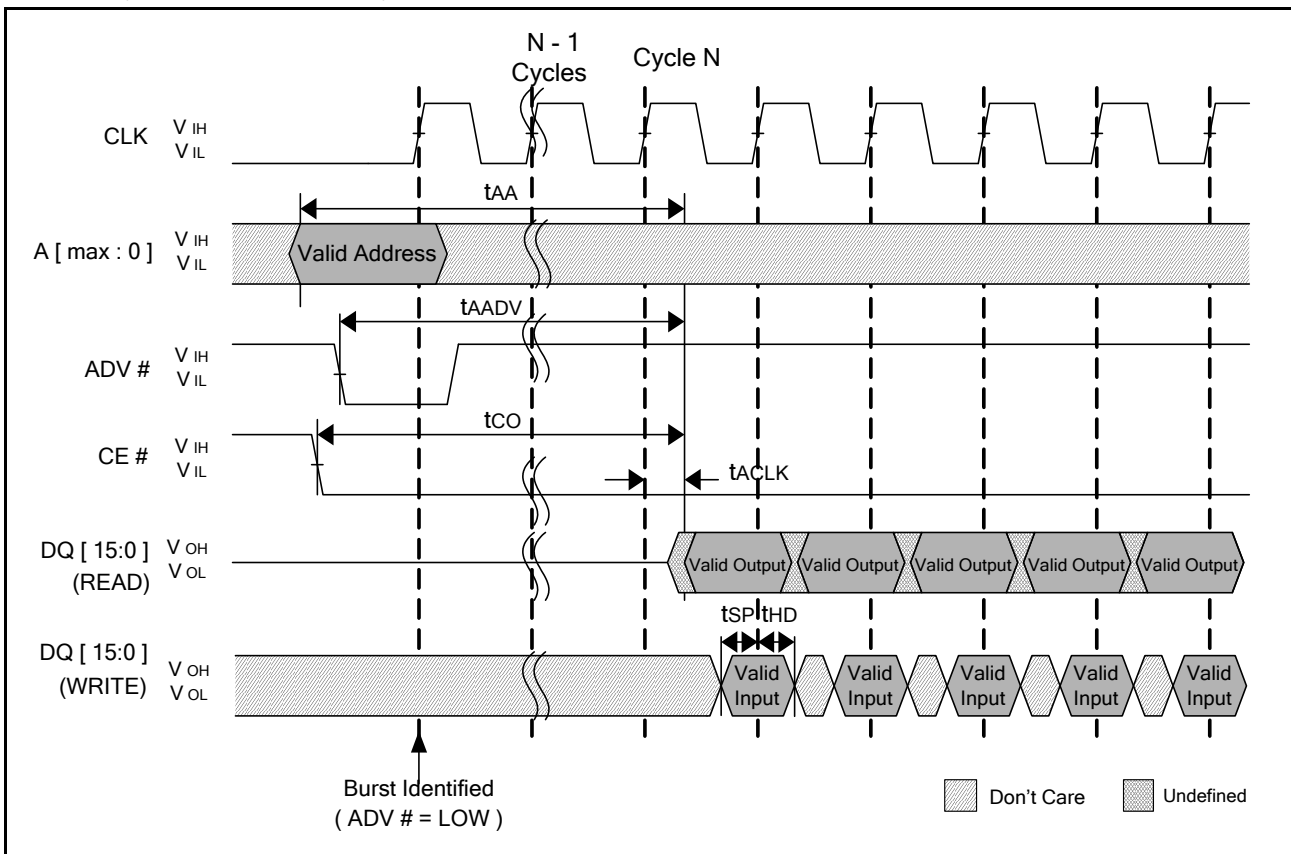 N - 1
Cycles
Cycle N
CLK
V IH
V IL
tAA
A [ max : 0 ]
V IH
V IL
Valid Address
tAADV
ADV #
V IH
V IL
tCO
CE #
V IH
V IL
tACLK
DQ [ 15:0 ]
(READ)
V OH
V OL
Valid Output
Valid Output
Valid Output
Valid Output
Valid Output
tSP
tHD
DQ [ 15:0 ]
(WRITE)
V OH
V OL
Valid
Input
Valid
Input
Valid
Input
Valid
Input
Valid
Input
Burst Identified
( ADV # = LOW )
Don't Care
Undefined